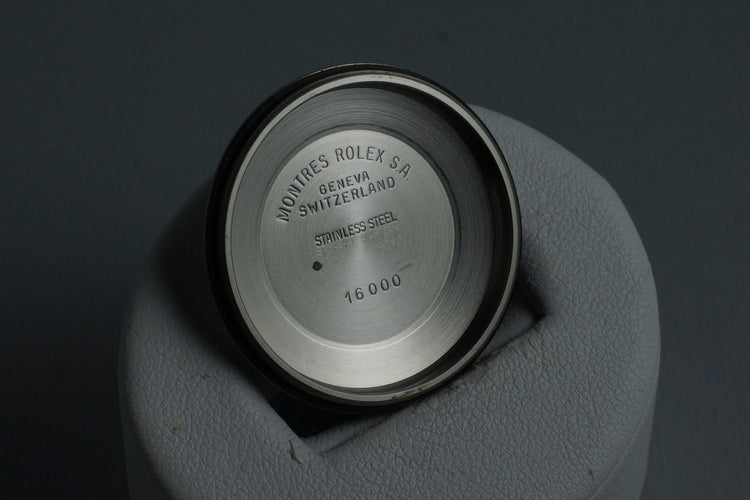 MONTRES ROLEX S.A.
GENEVA
SWITZERLAND
STAINLESS STEEL
16000